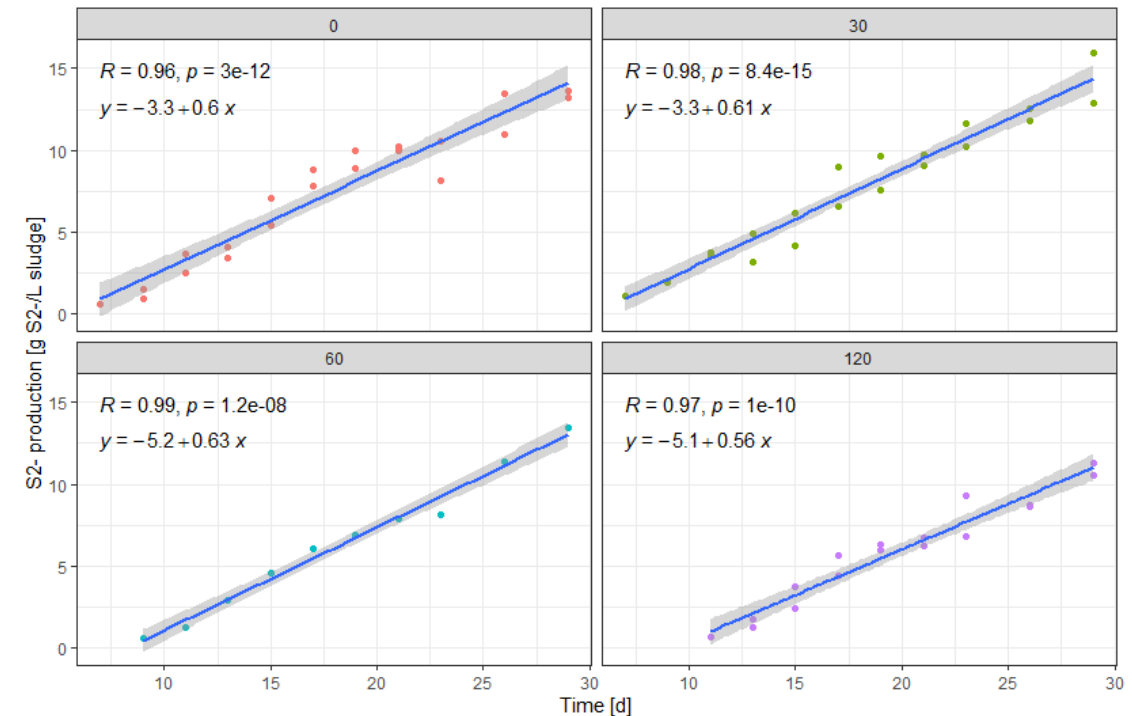 0
30
R = 0.96, p = 3e-12
y = −3.3 + 0.6 x
R = 0.98, p = 8.4e-15
y = −3.3 + 0.61 x
15
10
5
0
60
120
R = 0.99, p = 1.2e-08
y = −5.2 + 0.63 x
R = 0.97, p = 1e-10
y = −5.1 + 0.56 x
15
10
5
0
S2- production [g S2-/L sludge]
10 15 20 25 30
10 15 20 25 30
Time [d]